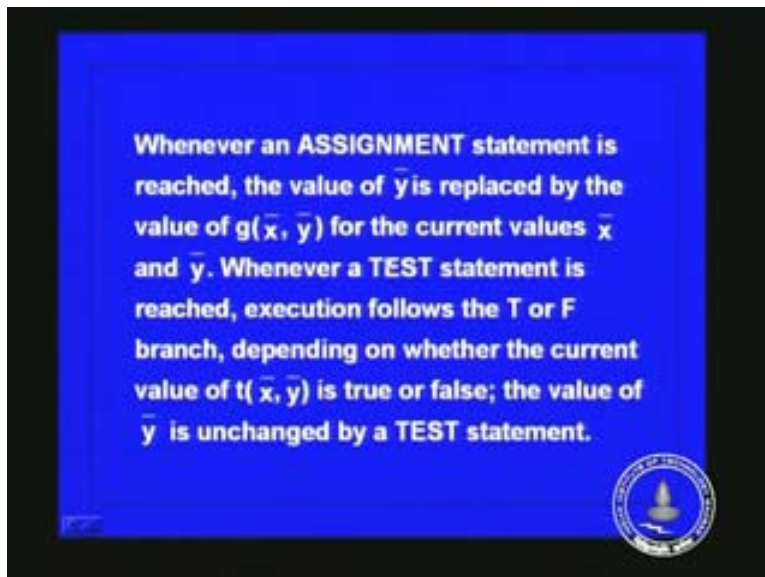 Whenever an ASSIGNMENT statement is
reached, the value of y̅ is replaced by the
value of g(x̅, y̅) for the current values x̅
and y̅. Whenever a TEST statement is
reached, execution follows the T or F
branch, depending on whether the current
value of t(x̅, y̅) is true or false; the value of
y̅ is unchanged by a TEST statement.